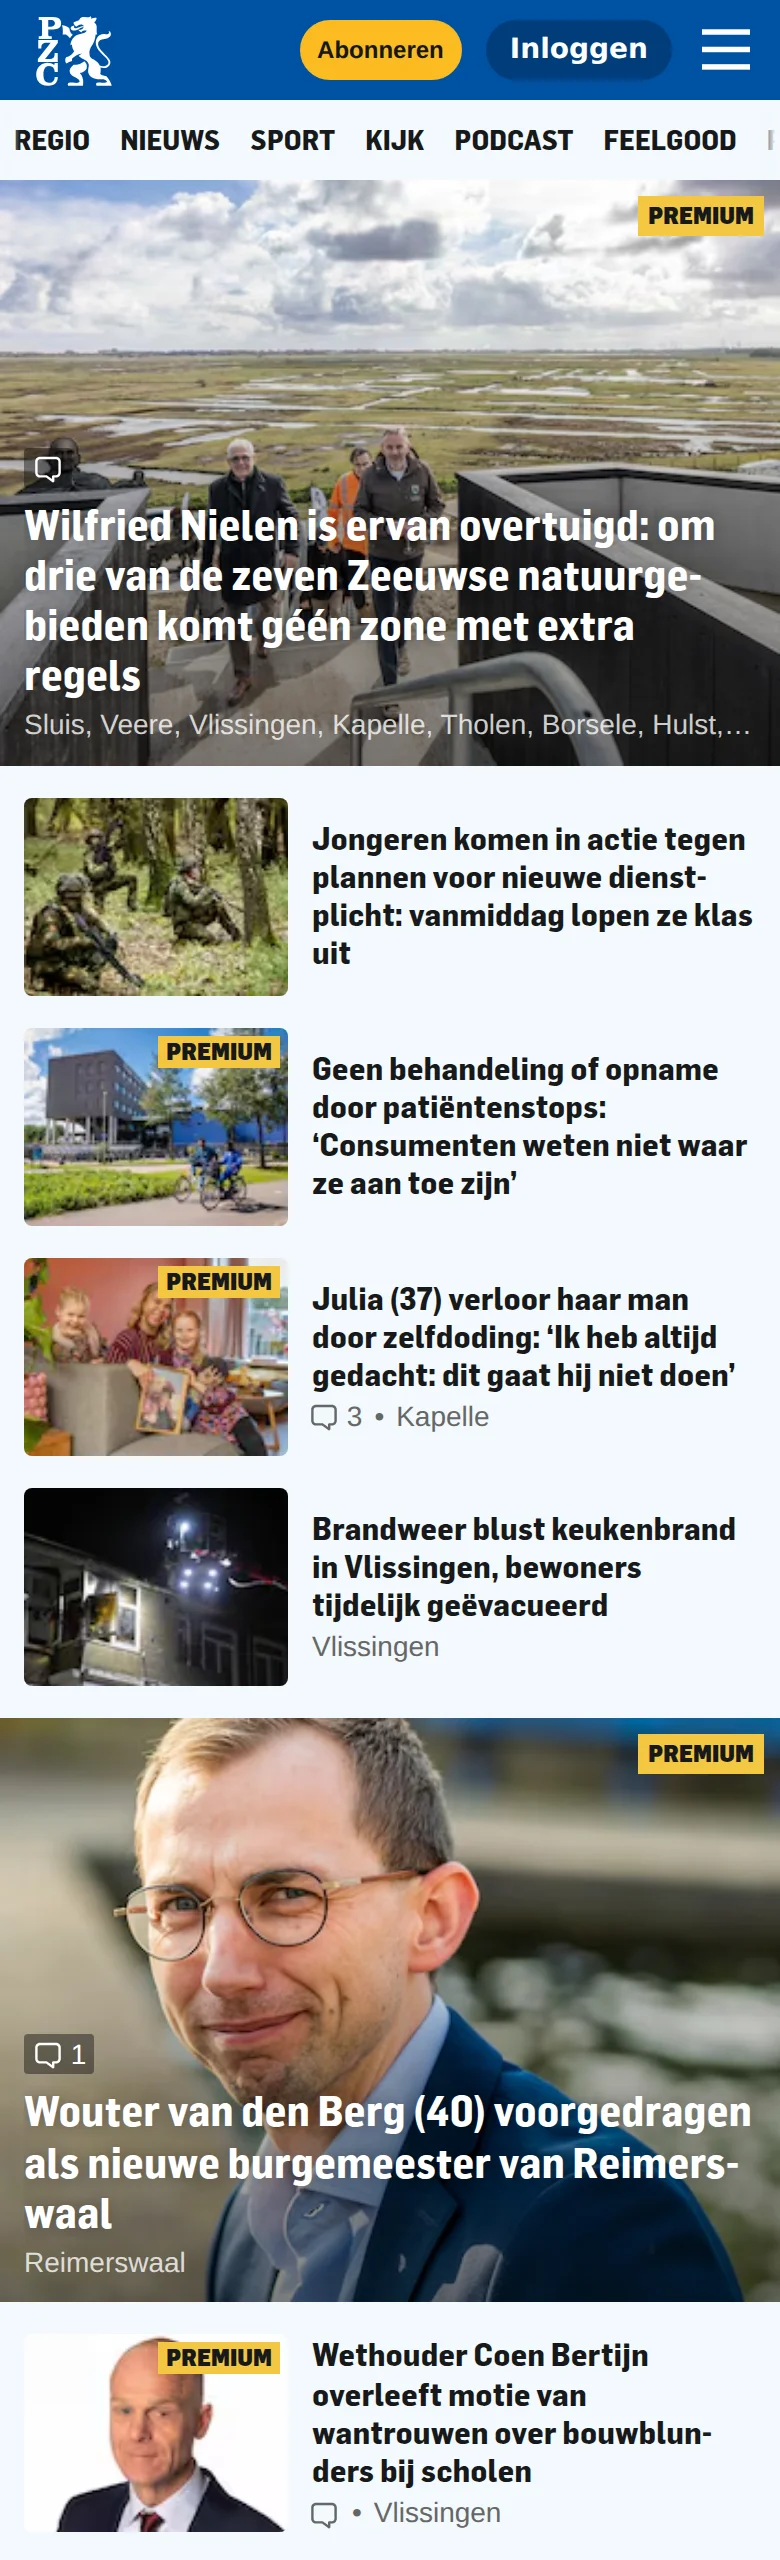 PZC
Abonneren
Inloggen
REGIO NIEUWS SPORT KIJK PODCAST FEELGOOD
PREMIUM
Wilfried Nielen is ervan overtuigd: om
drie van de zeven Zeeuwse natuurge-
bieden komt géén zone met extra
regels
Sluis, Veere, Vlissingen, Kapelle, Tholen, Borsele, Hulst,…
Jongeren komen in actie tegen
plannen voor nieuwe dienst-
plicht: vanmiddag lopen ze klas
uit
PREMIUM
Geen behandeling of opname
door patiëntenstops:
‘Consumenten weten niet waar
ze aan toe zijn’
PREMIUM
Julia (37) verloor haar man
door zelfdoding: ‘Ik heb altijd
gedacht: dit gaat hij niet doen’
3 • Kapelle
Brandweer blust keukenbrand
in Vlissingen, bewoners
tijdelijk geëvacueerd
Vlissingen
PREMIUM
1
Wouter van den Berg (40) voorgedragen
als nieuwe burgemeester van Reimers-
waal
Reimerswaal
PREMIUM
Wethouder Coen Bertijn
overleeft motie van
wantrouwen over bouwblun-
ders bij scholen
• Vlissingen